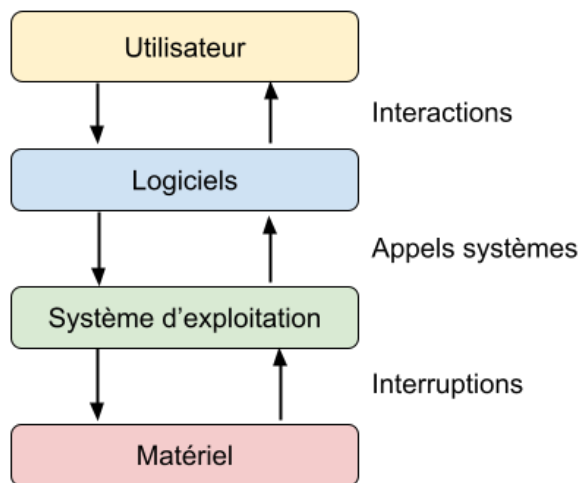 Utilisateur
Interactions
Logiciels
Appels systèmes
Système d’exploitation
Interruptions
Matériel